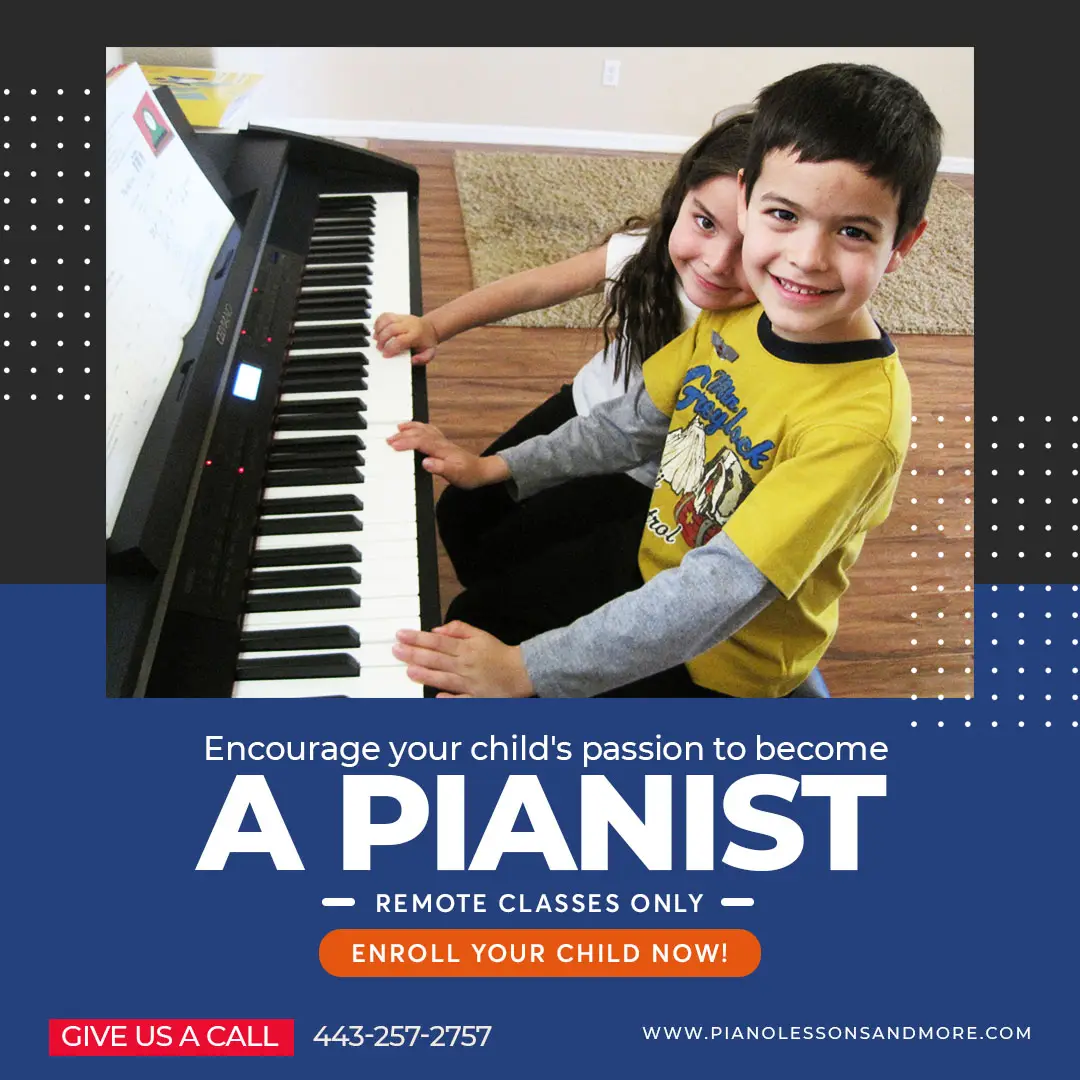 Encourage your child's passion to become
A PIANIST
REMOTE CLASSES ONLY
ENROLL YOUR CHILD NOW!
GIVE US A CALL 443-257-2757
WWW.PIANOLESSONSANDMORE.COM